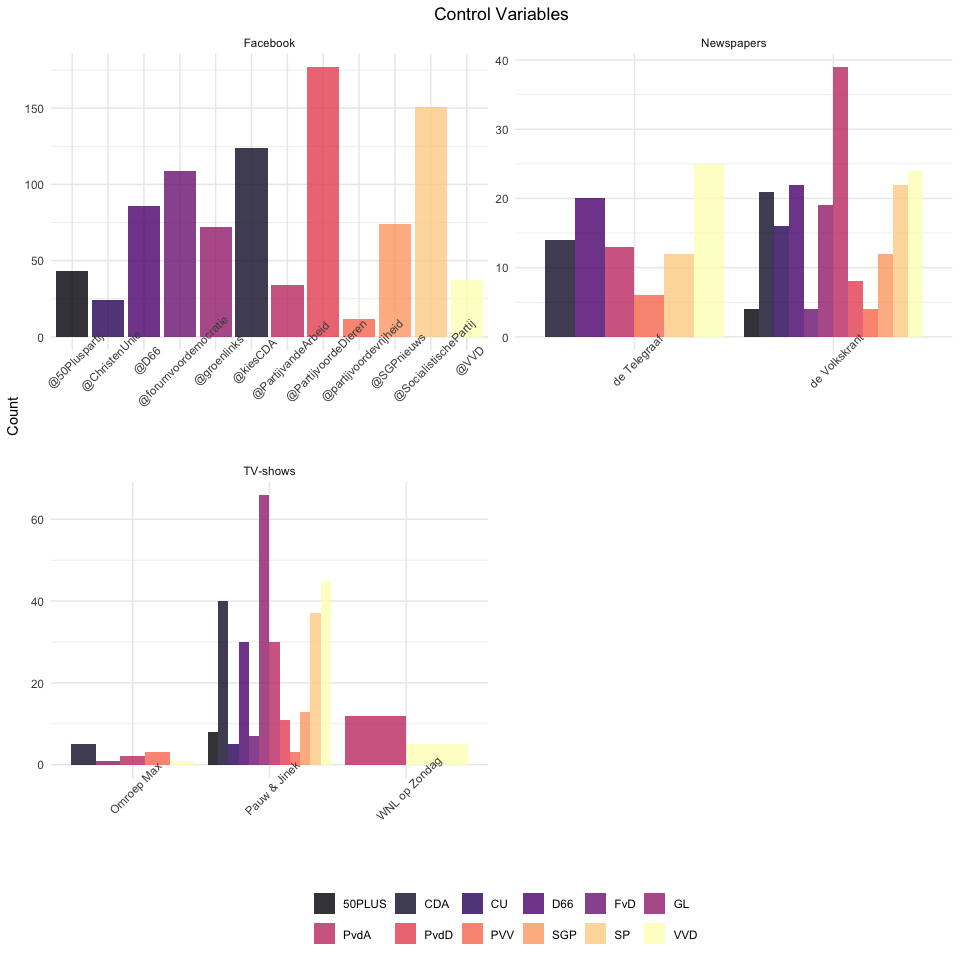 Control Variables
Facebook
150
100
50
0
@50Pluspartij
@ChristenUnie
@D66
@forumvoordemocratie
@groenlinks
@kiesCDA
@PartijvandeArbeid
@PartijvoordeDieren
@partijvoordevrijheid
@SGPnieuws
@SocialistischePartij
@VVD
Newspapers
40
30
20
10
0
de Telegraaf
de Volkskrant
Count
TV-shows
60
40
20
0
Omroep Max
Pauw & Jinek
WNL op Zondag
50PLUS CDA CU D66 FvD GL
PvdA PvdD PVV SGP SP VVD